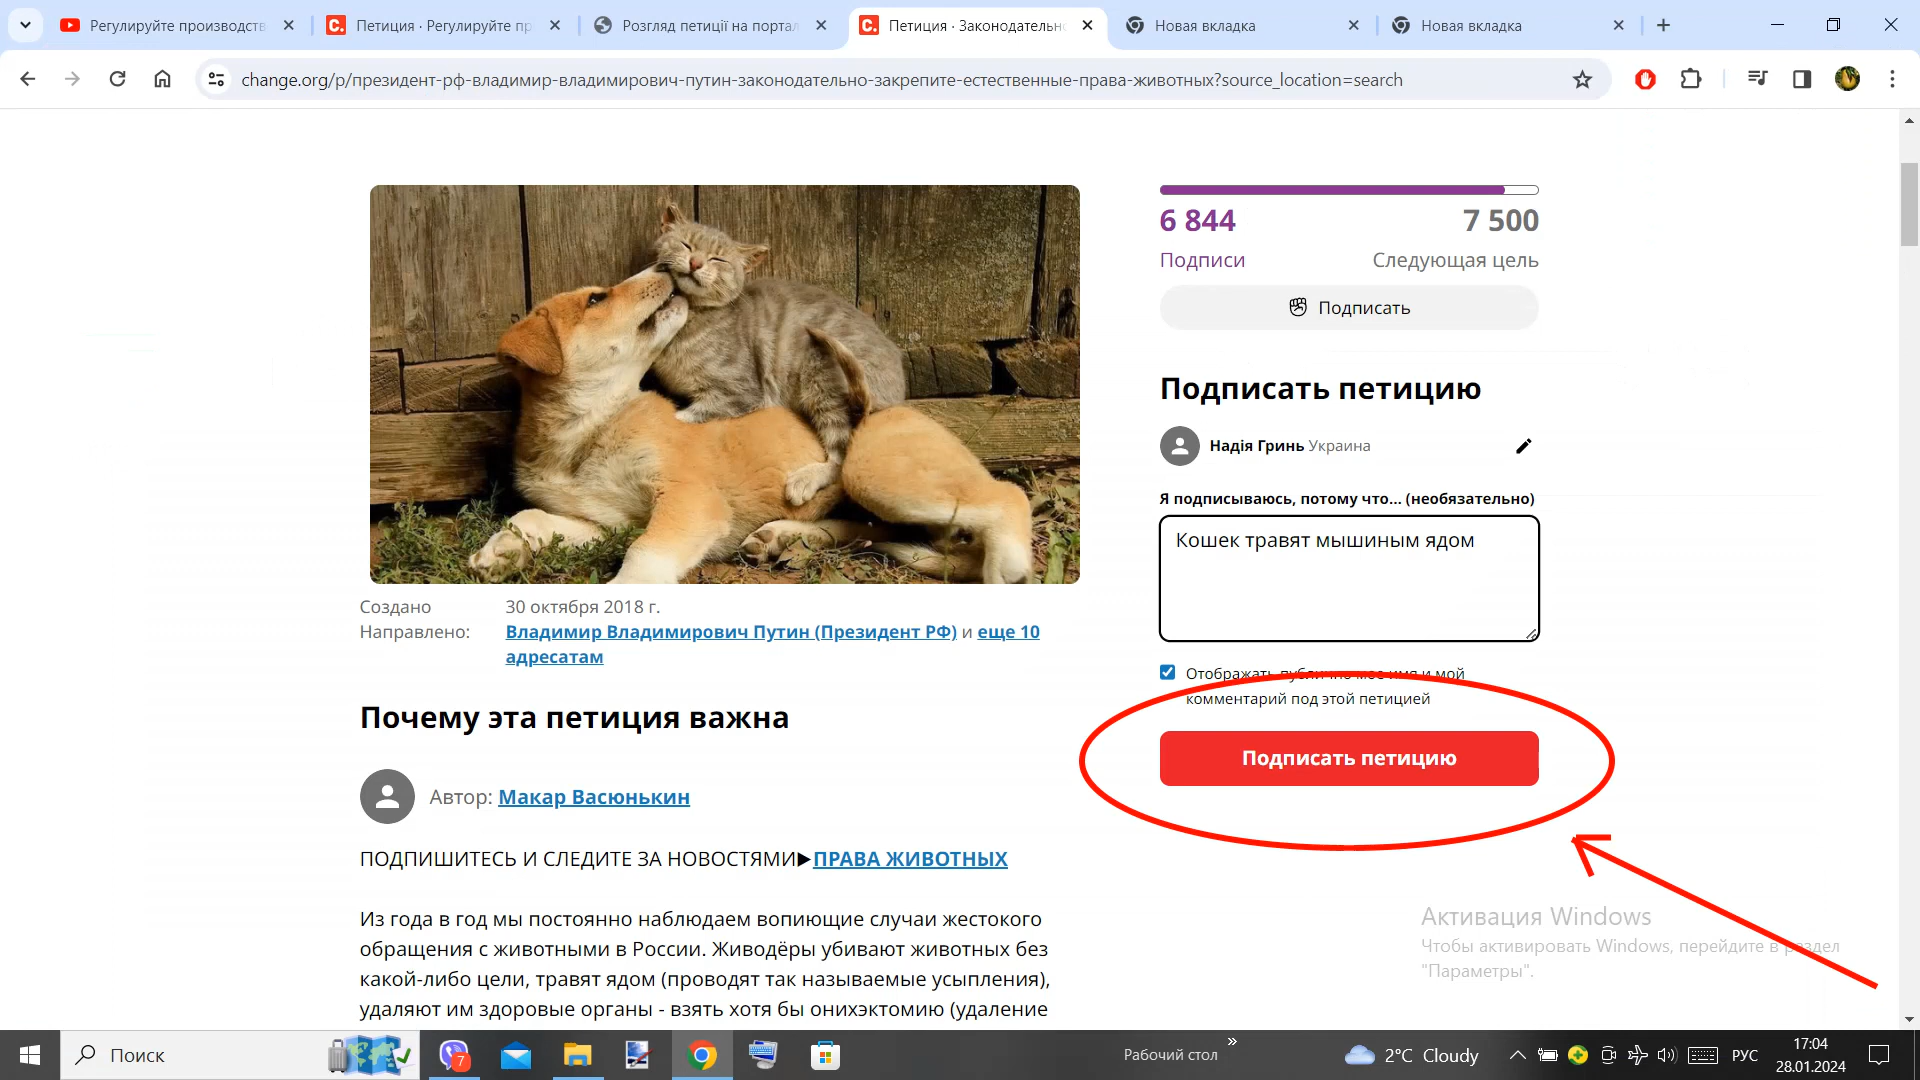 Регулируйте производств
Петиция · Регулируйте пр
Розгляд петиції на портал
Петиция · Законодательн
Новая вкладка
Новая вкладка
change.org/p/президент-рф-владимир-владимирович-путин-законодательно-закрепите-естественные-права-животных?source_location=search
6 844
7 500
Подписи
Следующая цель
Подписать
Подписать петицию
Надія Гринь Украина
Я подписываюсь, потому что... (необязательно)
Кошек травят мышиным ядом
Отображать публично мое имя и мой
комментарий под этой петицией
Подписать петицию
Создано 30 октября 2018 г.
Направлено: Владимир Владимирович Путин (Президент РФ) и еще 10
адресатам
Почему эта петиция важна
Автор: Макар Васюнькин
ПОДПИШИТЕСЬ И СЛЕДИТЕ ЗА НОВОСТЯМИ▶ПРАВА ЖИВОТНЫХ
Из года в год мы постоянно наблюдаем вопиющие случаи жестокого
обращения с животными в России. Живодёры убивают животных без
какой-либо цели, травят ядом (проводят так называемые усыпления),
удаляют им здоровые органы - взять хотя бы онихэктомию (удаление
Активация Windows
Чтобы активировать Windows, перейдите в раздел
"Параметры".
Поиск
7
Рабочий стол
»
2°C Cloudy
РУС
17:04
28.01.2024